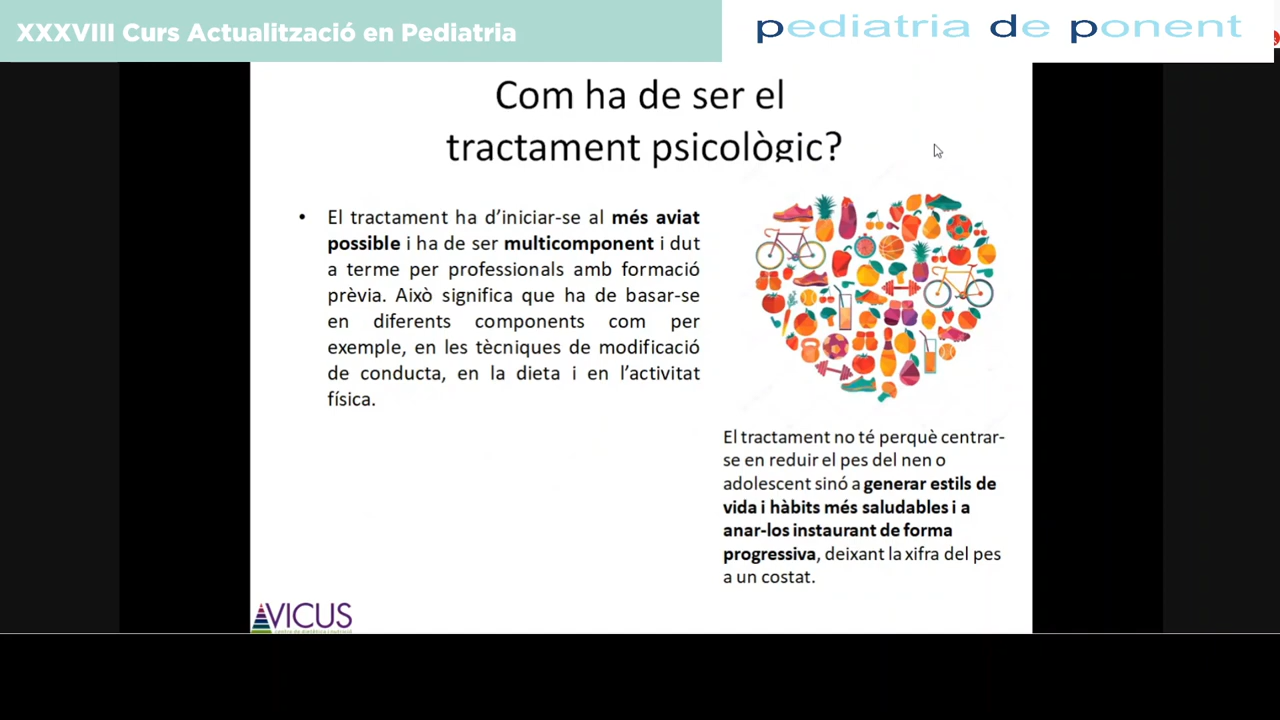 XXXVIII Curs Actualització en Pediatria
pediatria de ponent
Com ha de ser el
tractament psicològic?
• El tractament ha d’iniciar-se al més aviat
possible i ha de ser multicomponent i dut
a terme per professionals amb formació
prèvia. Això significa que ha de basar-se
en diferents components com per
exemple, en les tècniques de modificació
de conducta, en la dieta i en l’activitat
física.
El tractament no té perquè centrar-
se en reduir el pes del nen o
adolescent sinó a generar estils de
vida i hàbits més saludables i a
anar-los instaurant de forma
progressiva, deixant la xifra del pes
a un costat.
VICUS